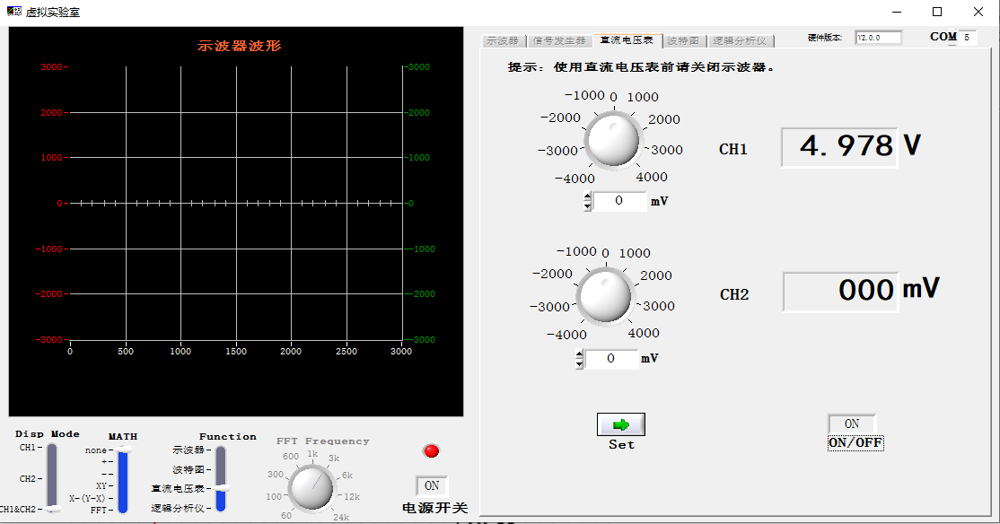 虚拟实验室
示波器波形
3000 3000
2000 2000
1000 1000
0 0
-1000 -1000
-2000 -2000
-3000 -3000
0 500 1000 1500 2000 2500 3000
示波器 信号发生器 直流电压表 波特图 逻辑分析仪
硬件版本: V2.0.0 COM 5
提示：使用直流电压表前请关闭示波器。
-1000 0 1000
-2000 2000
-3000 3000
-4000 4000
0 mV
CH1 4.978 V
-1000 0 1000
-2000 2000
-3000 3000
-4000 4000
0 mV
CH2 000 mV
Set
ON
ON/OFF
Disp Mode
CH1
CH2
CH1&CH2
MATH
none
+
-
XY
X-(Y-X)
FFT
Function
示波器
波特图
直流电压表
逻辑分析仪
FFT Frequency
600 1k 3k
300 6k
100 12k
60 24k
ON
电源开关